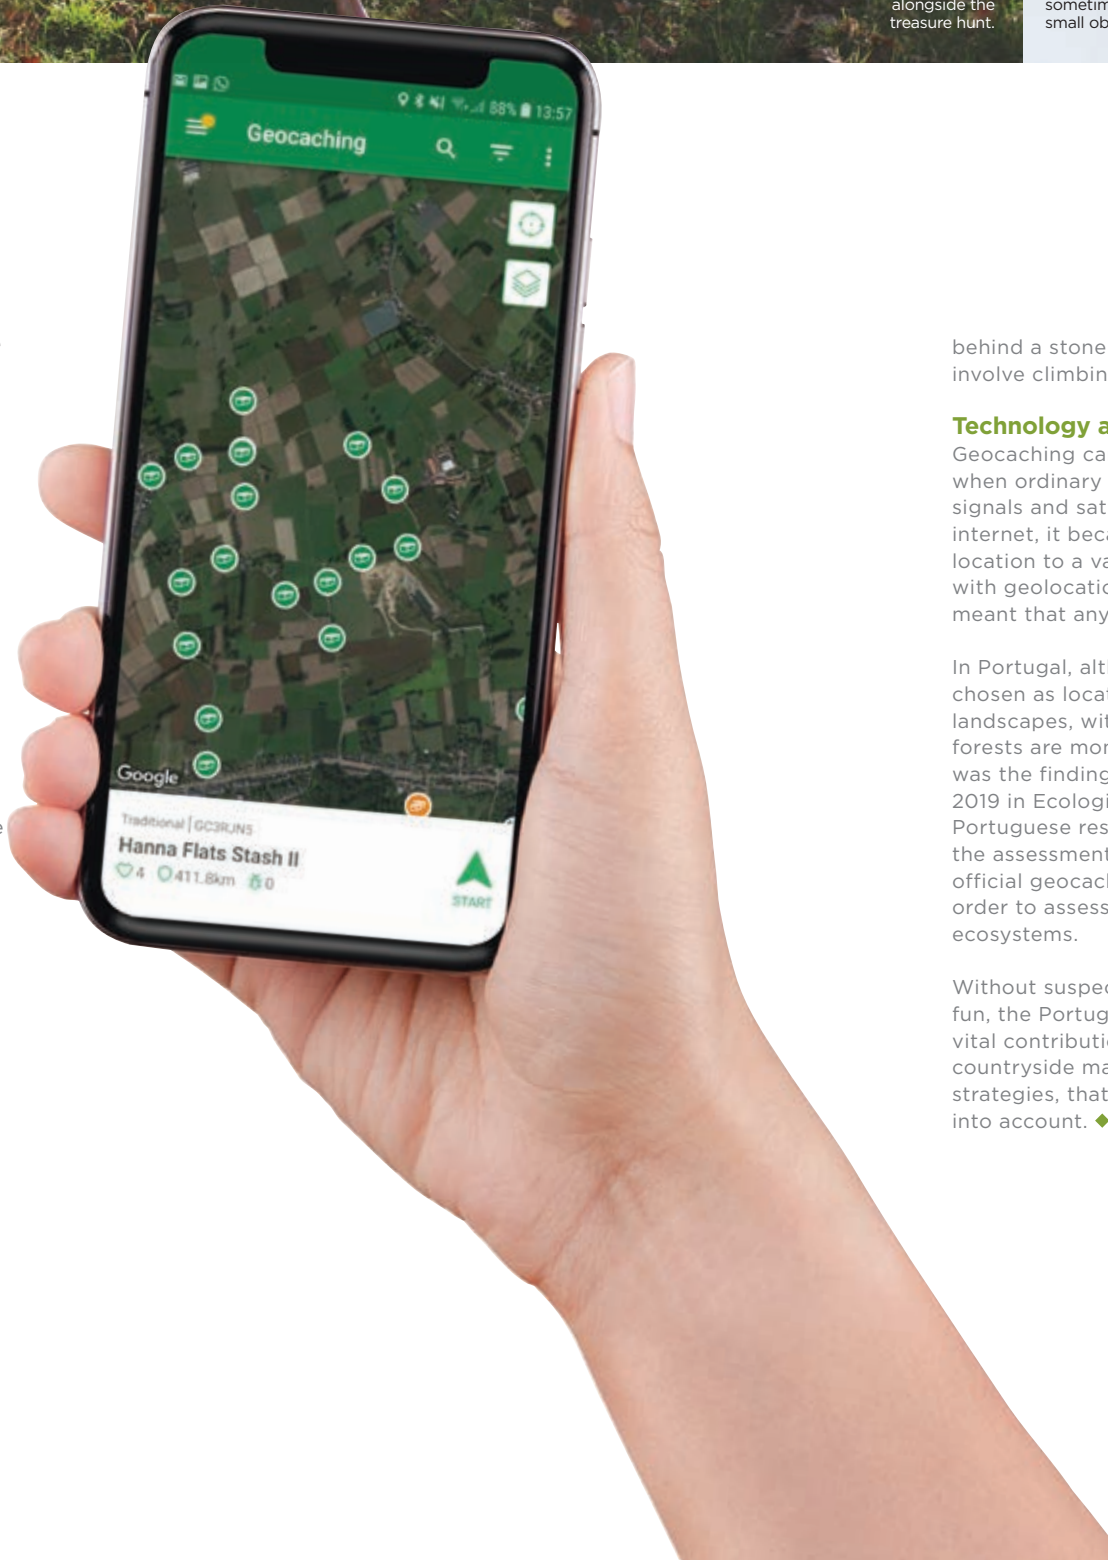 alongside the
treasure hunt.
sometim
small ob
88% 13:57
Geocaching
Google
Traditional | GC3RJN5
Hanna Flats Stash II
4 411.8km 0
START
e
behind a stone
involve climbin
Technology a
Geocaching ca
when ordinary
signals and sat
internet, it beca
location to a va
with geolocatio
meant that any
In Portugal, alt
chosen as locat
landscapes, wit
forests are mor
was the finding
2019 in Ecologi
Portuguese res
the assessment
official geocach
order to assess
ecosystems.
Without suspec
fun, the Portug
vital contributi
countryside ma
strategies, that
into account.